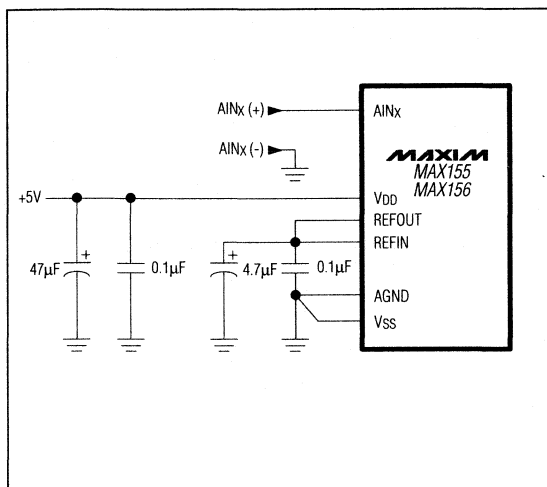 AINX (+)
AINX
AINX (-)
MAXIM
MAX155
MAX156
+5V
VDD
REFOUT
REFIN
+
47µF
0.1µF
+
4.7µF
0.1µF
AGND
VSS